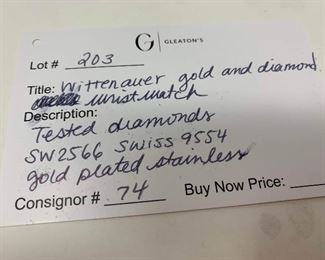 G | GLEATON'S
Lot # 203
Title: Wittenauer gold and diamond
wristwatch
Description:
Tested diamonds
SW2566 SWISS 9554
gold plated stainless
Consignor # 74 Buy Now Price: